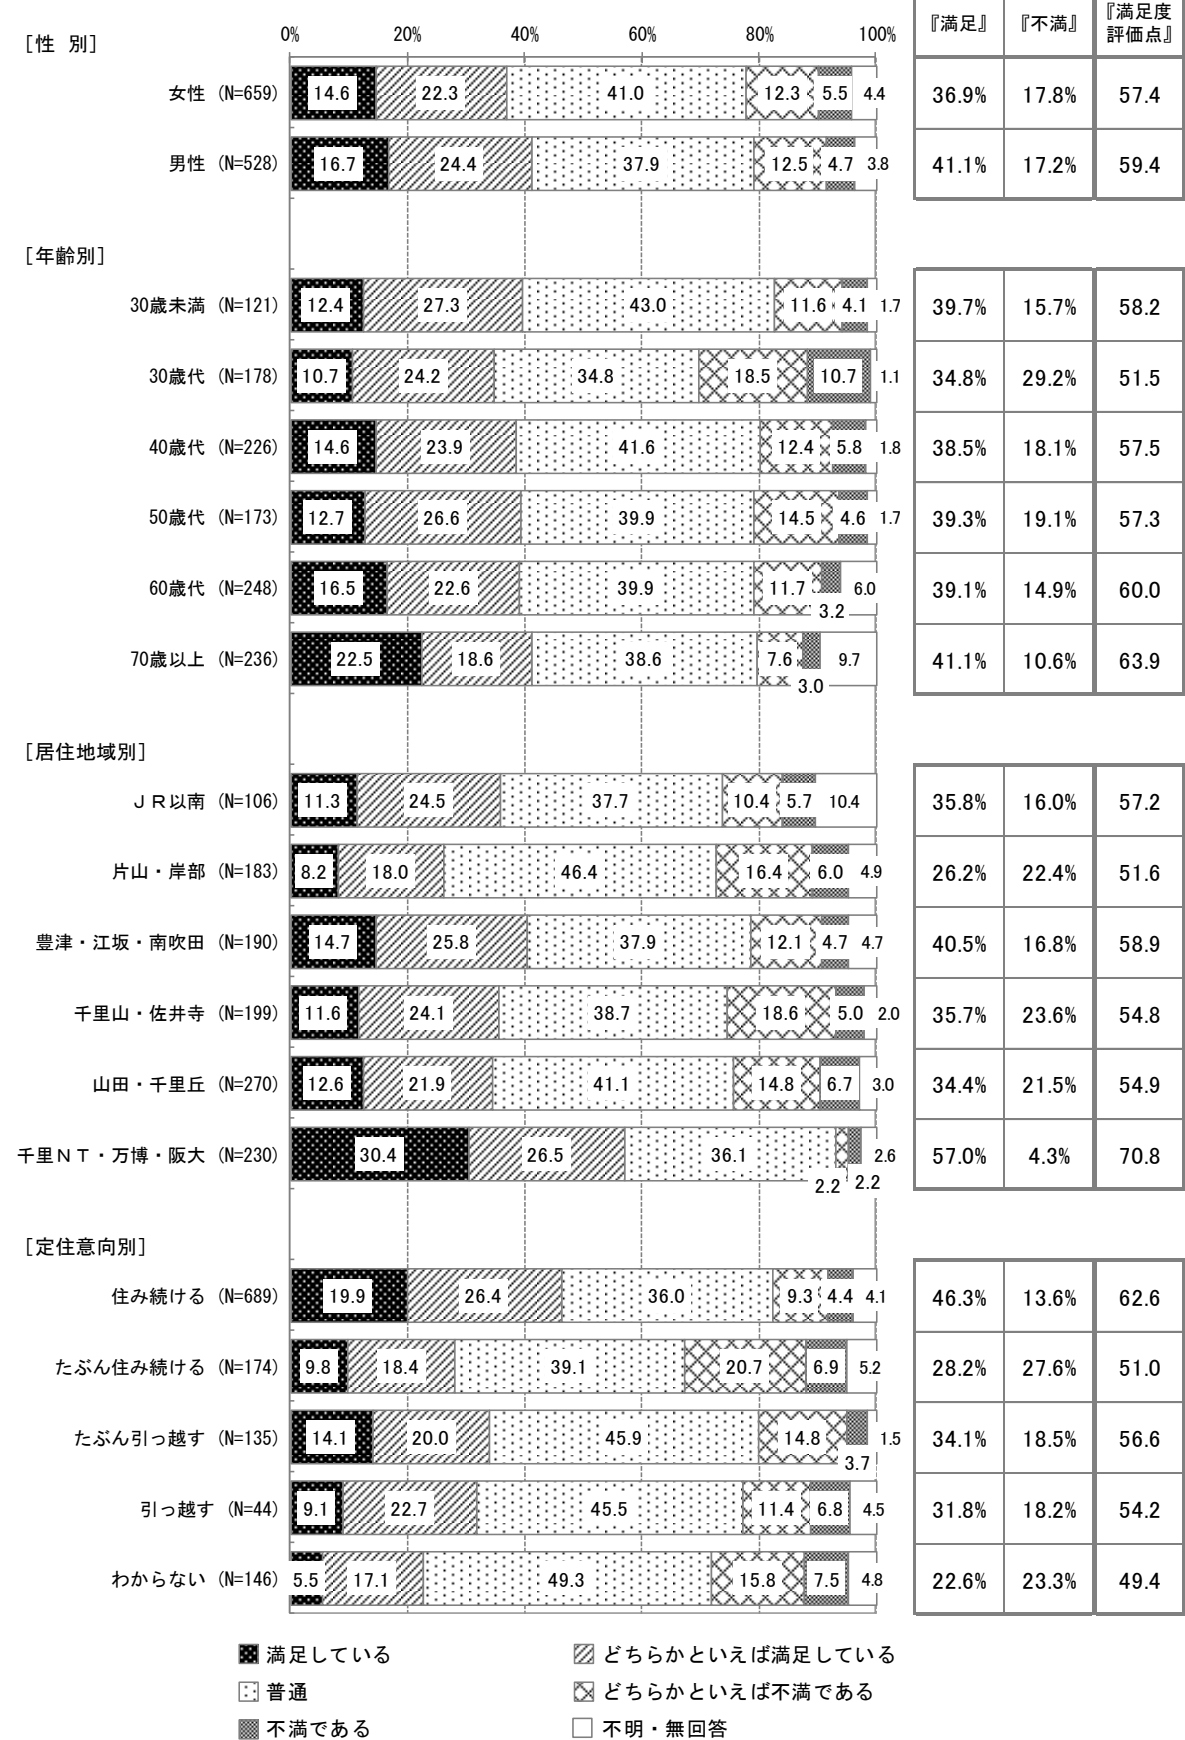 『満足』 『不満』 『満足度評価点』
［性 別］ 0% 20% 40% 60% 80% 100%
女性 (N=659) 14.6 22.3 41.0 12.3 5.5 4.4 36.9% 17.8% 57.4
男性 (N=528) 16.7 24.4 37.9 12.5 4.7 3.8 41.1% 17.2% 59.4
［年齢別］
30歳未満 (N=121) 12.4 27.3 43.0 11.6 4.1 1.7 39.7% 15.7% 58.2
30歳代 (N=178) 10.7 24.2 34.8 18.5 10.7 1.1 34.8% 29.2% 51.5
40歳代 (N=226) 14.6 23.9 41.6 12.4 5.8 1.8 38.5% 18.1% 57.5
50歳代 (N=173) 12.7 26.6 39.9 14.5 4.6 1.7 39.3% 19.1% 57.3
60歳代 (N=248) 16.5 22.6 39.9 11.7 3.2 6.0 39.1% 14.9% 60.0
70歳以上 (N=236) 22.5 18.6 38.6 7.6 3.0 9.7 41.1% 10.6% 63.9
［居住地域別］
ＪＲ以南 (N=106) 11.3 24.5 37.7 10.4 5.7 10.4 35.8% 16.0% 57.2
片山・岸部 (N=183) 8.2 18.0 46.4 16.4 6.0 4.9 26.2% 22.4% 51.6
豊津・江坂・南吹田 (N=190) 14.7 25.8 37.9 12.1 4.7 4.7 40.5% 16.8% 58.9
千里山・佐井寺 (N=199) 11.6 24.1 38.7 18.6 5.0 2.0 35.7% 23.6% 54.8
山田・千里丘 (N=270) 12.6 21.9 41.1 14.8 6.7 3.0 34.4% 21.5% 54.9
千里ＮＴ・万博・阪大 (N=230) 30.4 26.5 36.1 2.2 2.2 2.6 57.0% 4.3% 70.8
［定住意向別］
住み続ける (N=689) 19.9 26.4 36.0 9.3 4.4 4.1 46.3% 13.6% 62.6
たぶん住み続ける (N=174) 9.8 18.4 39.1 20.7 6.9 5.2 28.2% 27.6% 51.0
たぶん引っ越す (N=135) 14.1 20.0 45.9 14.8 3.7 1.5 34.1% 18.5% 56.6
引っ越す (N=44) 9.1 22.7 45.5 11.4 6.8 4.5 31.8% 18.2% 54.2
わからない (N=146) 5.5 17.1 49.3 15.8 7.5 4.8 22.6% 23.3% 49.4
満足している どちらかといえば満足している
普通 どちらかといえば不満である
不満である 不明・無回答